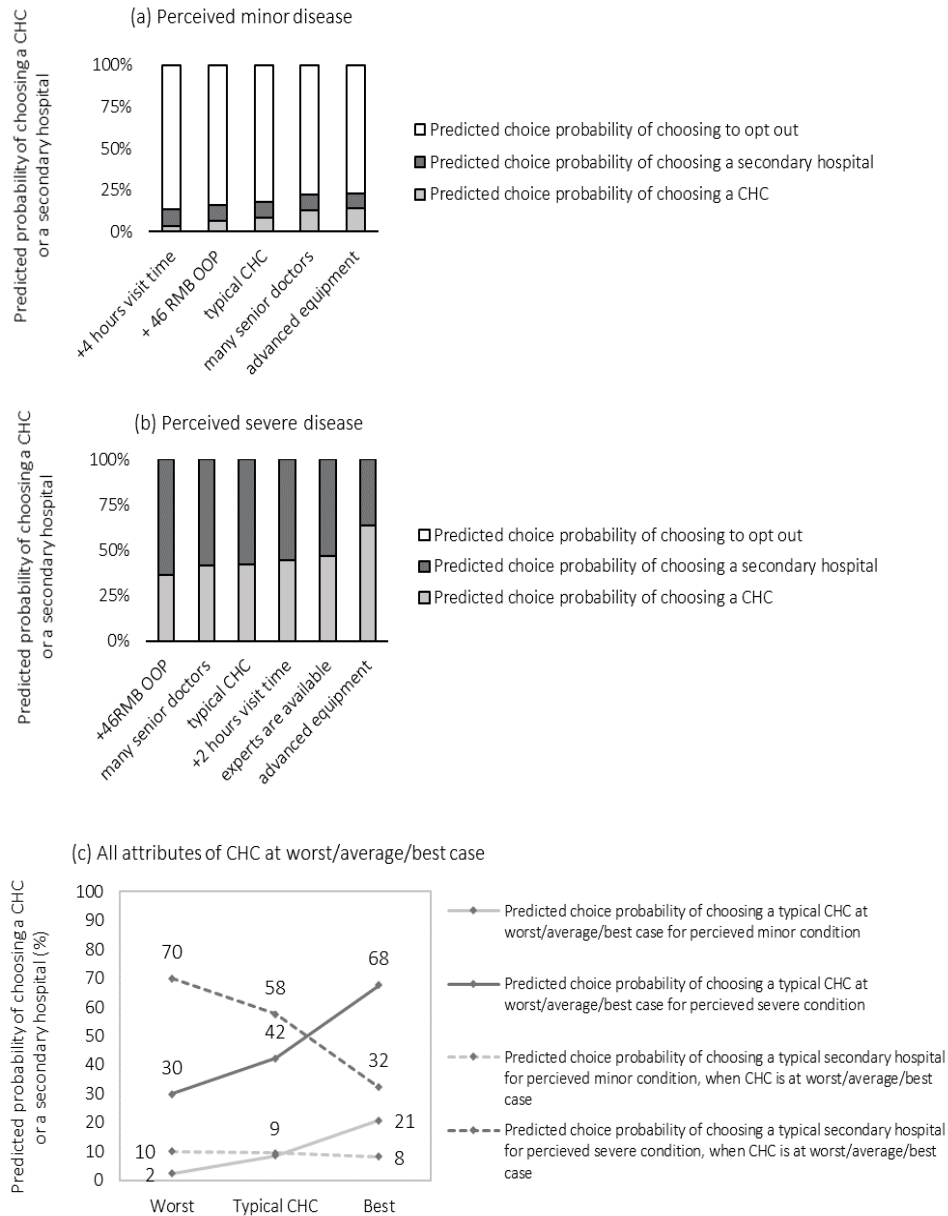 (a) Perceived minor disease
Predicted probability of choosing a CHC
or a secondary hospital
100%
75%
50%
25%
0%
+4 hours visit time
+ 46 RMB OOP
typical CHC
many senior doctors
advanced equipment
Predicted choice probability of choosing to opt out
Predicted choice probability of choosing a secondary hospital
Predicted choice probability of choosing a CHC
(b) Perceived severe disease
Predicted probability of choosing a CHC
or a secondary hospital
100%
75%
50%
25%
0%
+46RMB OOP
many senior doctors
typical CHC
+2 hours visit time
experts are available
advanced equipment
Predicted choice probability of choosing to opt out
Predicted choice probability of choosing a secondary hospital
Predicted choice probability of choosing a CHC
(c) All attributes of CHC at worst/average/best case
Predicted probability of choosing a CHC
or a secondary hospital (%)
100
90
80
70
60
50
40
30
20
10
0
70
58
68
42
30
32
9
21
10
8
2
Worst
Typical CHC
Best
Predicted choice probability of choosing a typical CHC at
worst/average/best case for percieved minor condition
Predicted choice probability of choosing a typical CHC at
worst/average/best case for percieved severe condition
Predicted choice probability of choosing a typical secondary hospital
for percieved minor condition, when CHC is at worst/average/best
case
Predicted choice probability of choosing a typical secondary hospital
for percieved severe condition, when CHC is at worst/average/best
case